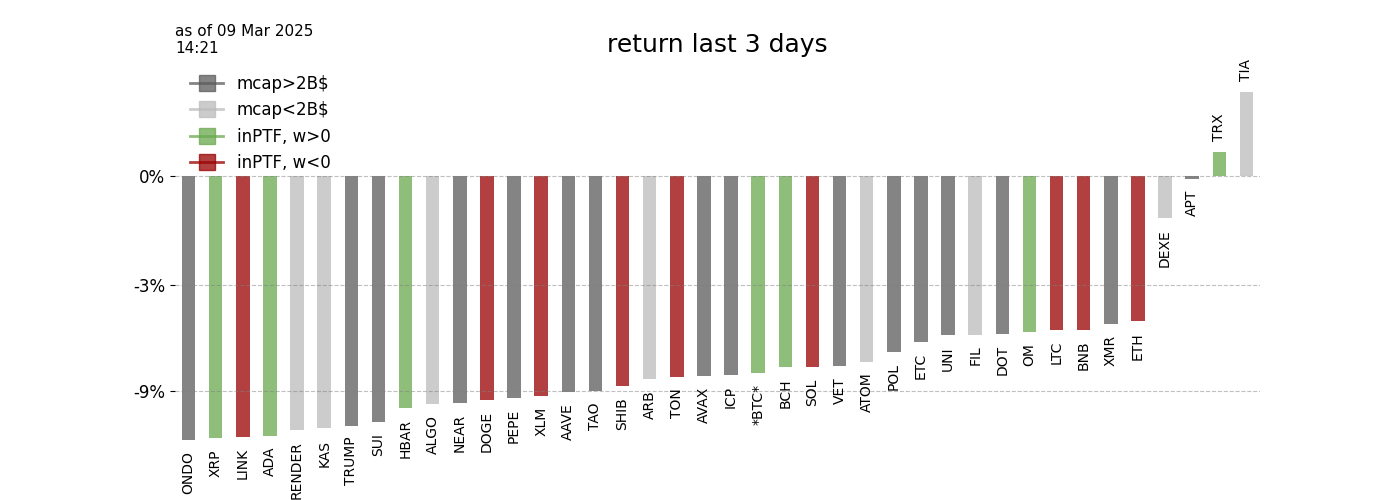 as of 09 Mar 2025
14:21
return last 3 days
mcap>2B$
mcap<2B$
inPTF, w>0
inPTF, w<0
0%
-3%
-9%
ONDO
XRP
LINK
ADA
RENDER
KAS
TRUMP
SUI
HBAR
ALGO
NEAR
DOGE
PEPE
XLM
AAVE
TAO
SHIB
ARB
TON
AVAX
ICP
*BTC*
BCH
SOL
VET
ATOM
POL
ETC
UNI
FIL
DOT
OM
LTC
BNB
XMR
ETH
DEXE
APT
TRX
TIA